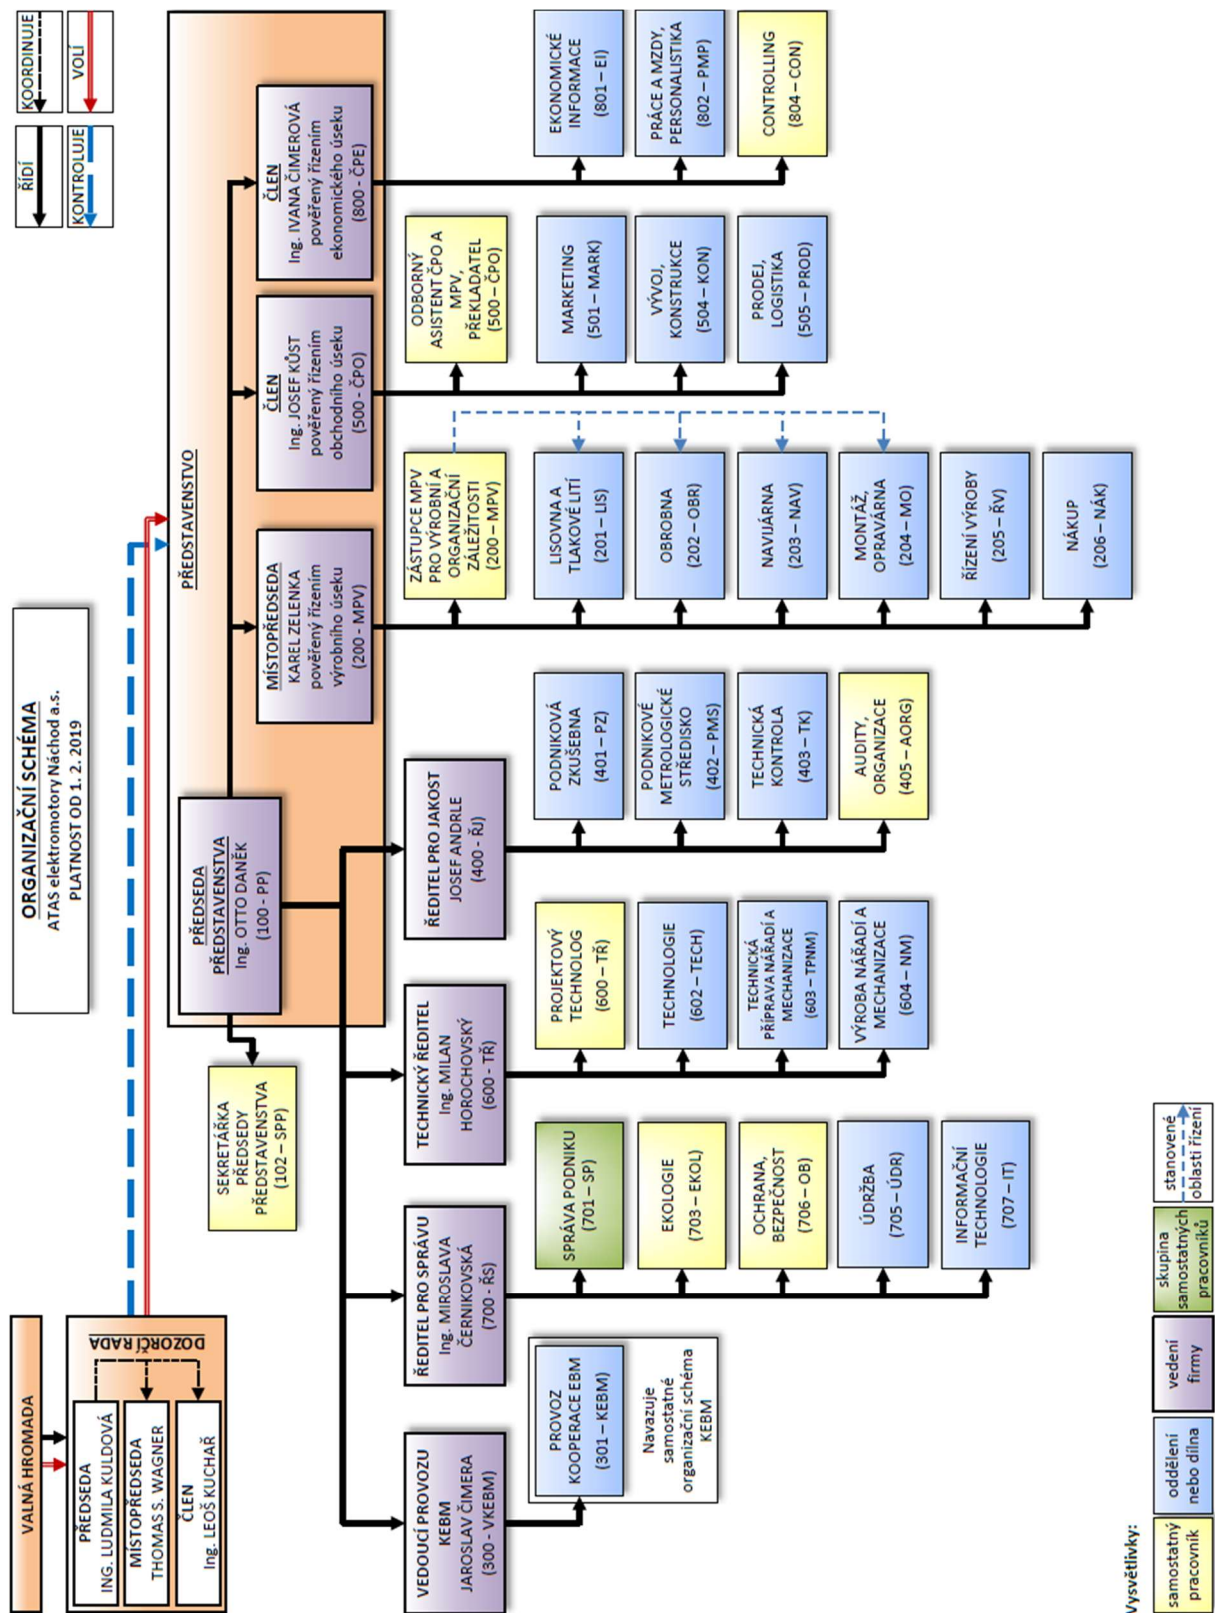 ORGANIZAČNÍ SCHÉMA
ATAS elektromotory Náchod a.s.
PLATNOST OD 1. 2. 2019
ŘÍDÍ
KOORDINUJE
KONTROLUJE
VOLÍ
VALNÁ HROMADA
PŘEDSEDA
ING. LUDMILA KULDOVÁ
MÍSTOPŘEDSEDA
THOMAS S. WAGNER
ČLEN
Ing. LEOŠ KUCHAŘ
DOZORČÍ RADA
PŘEDSTAVENSTVO
PŘEDSEDA
PŘEDSTAVENSTVA
Ing. OTTO DANĚK
(100 - PP)
SEKRETÁŘKA
PŘEDSEDY
PŘEDSTAVENSTVA
(102 – SPP)
MÍSTOPŘEDSEDA
KAREL ZELENKA
pověřený řízením
výrobního úseku
(200 - MPV)
ČLEN
Ing. JOSEF KŮST
pověřený řízením
obchodního úseku
(500 - ČPO)
ČLEN
Ing. IVANA ČIMEROVÁ
pověřený řízením
ekonomického úseku
(800 - ČPE)
VEDOUCÍ PROVOZU
KEBM
JAROSLAV ČIMERA
(300 - VKEBM)
ŘEDITEL PRO SPRÁVU
Ing. MIROSLAVA
ČERNIKOVSKÁ
(700 - ŘS)
TECHNICKÝ ŘEDITEL
Ing. MILAN
HOROCHOVSKÝ
(600 - TŘ)
ŘEDITEL PRO JAKOST
JOSEF ANDRLE
(400 - ŘJ)
ZÁSTUPCE MPV
PRO VÝROBNÍ A
ORGANIZAČNÍ
ZÁLEŽITOSTI
(200 – MPV)
ODBORNÝ
ASISTENT ČPO A
MPV,
PŘEKLADATEL
(500 – ČPO)
PROVOZ
KOOPERACE EBM
(301 – KEBM)
Navazuje
samostatné
organizační schéma
KEBM
SPRÁVA PODNIKU
(701 – SP)
EKOLOGIE
(703 – EKOL)
OCHRANA,
BEZPEČNOST
(706 – OB)
ÚDRŽBA
(705 – ÚDR)
INFORMAČNÍ
TECHNOLOGIE
(707 – IT)
PROJEKTOVÝ
TECHNOLOG
(600 – TŘ)
TECHNOLOGIE
(602 – TECH)
TECHNICKÁ
PŘÍPRAVA NÁŘADÍ A
MECHANIZACE
(603 – TPNM)
VÝROBA NÁŘADÍ A
MECHANIZACE
(604 – NM)
PODNIKOVÁ
ZKUŠEBNA
(401 – PZ)
PODNIKOVÉ
METROLOGICKÉ
STŘEDISKO
(402 – PMS)
TECHNICKÁ
KONTROLA
(403 – TK)
AUDITY,
ORGANIZACE
(405 – AORG)
LISOVNA A
TLAKOVÉ LITÍ
(201 – LIS)
OBROBNA
(202 – OBR)
NAVIJÁRNA
(203 – NAV)
MONTÁŽ,
OPRAVÁRNA
(204 – MO)
ŘÍZENÍ VÝROBY
(205 – ŘV)
NÁKUP
(206 – NÁK)
MARKETING
(501 – MARK)
VÝVOJ,
KONSTRUKCE
(504 – KON)
PRODEJ,
LOGISTIKA
(505 – PROD)
EKONOMICKÉ
INFORMACE
(801 – EI)
PRÁCE A MZDY,
PERSONALISTIKA
(802 – PMP)
CONTROLLING
(804 – CON)
Vysvětlivky:
samostatný
pracovník
oddělení
nebo dílna
vedení
firmy
skupina
samostatných
pracovníků
stanovené
oblasti řízení